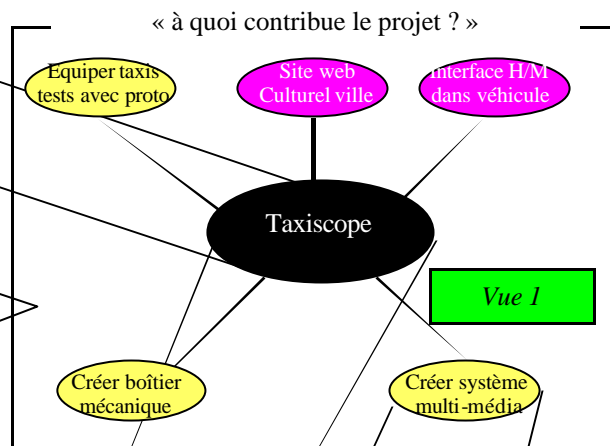 « à quoi contribue le projet ? »
Equiper taxis
tests avec proto
Site web
Culturel ville
Interface H/M
dans véhicule
Taxiscope
Vue 1
Créer boîtier
mécanique
Créer système
multi-média